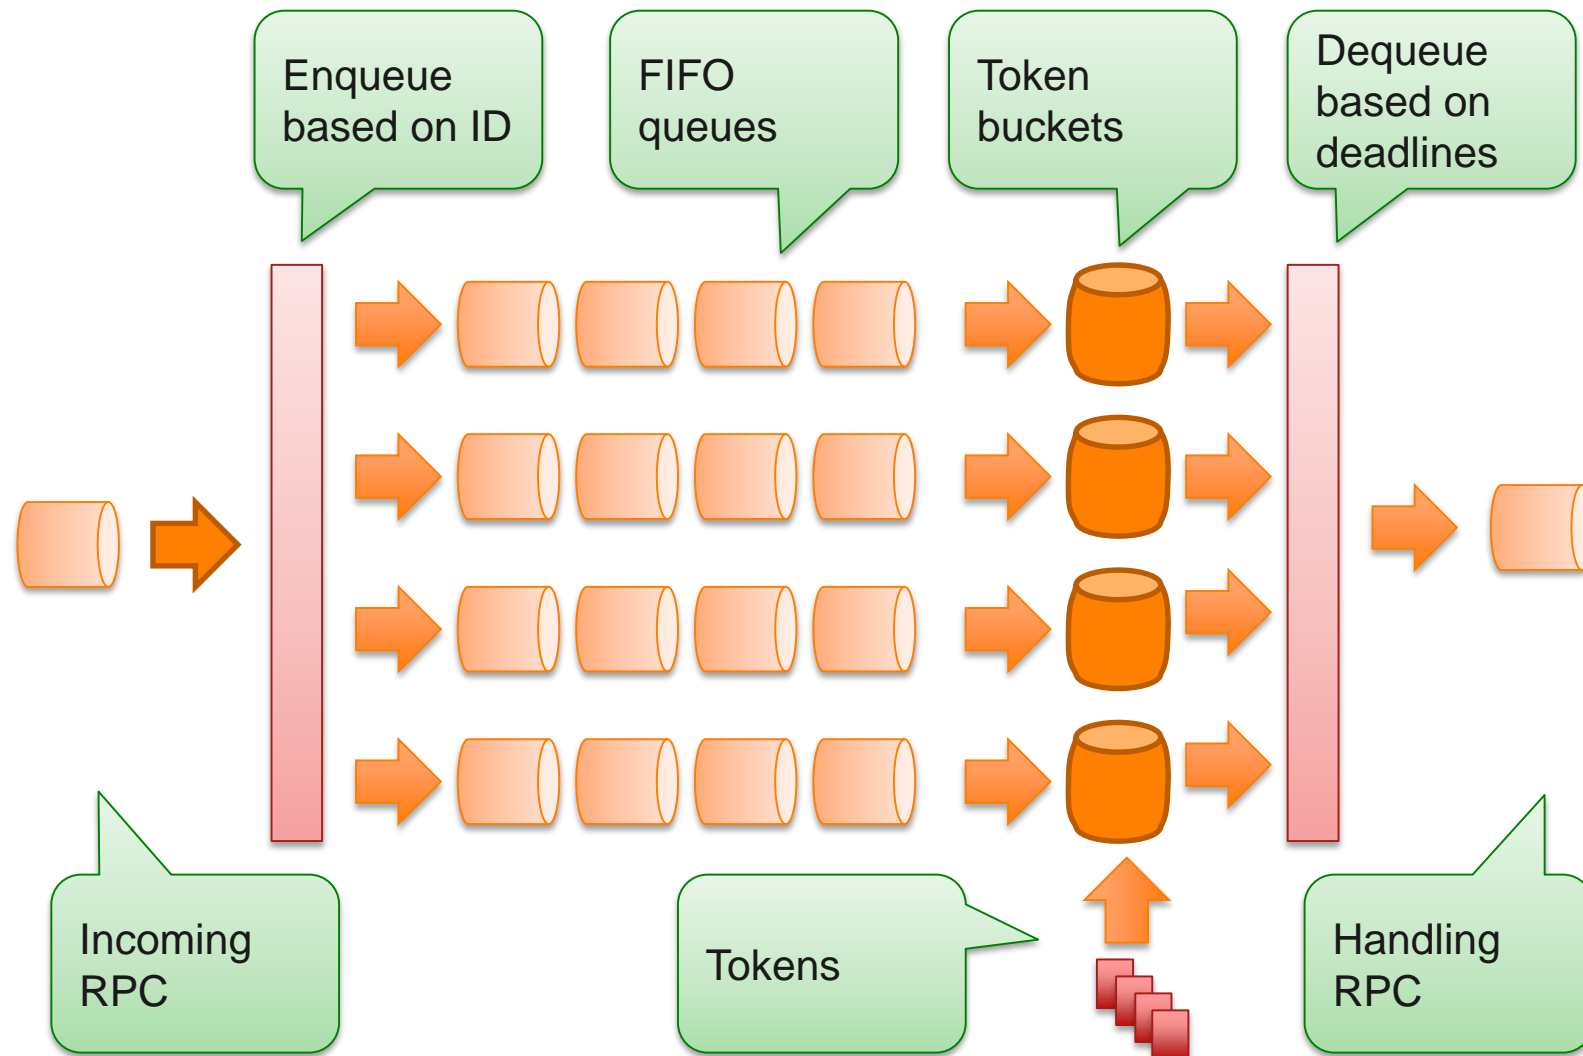 Enqueue
based on ID
FIFO
queues
Token
buckets
Dequeue
based on
deadlines
Incoming
RPC
Tokens
Handling
RPC